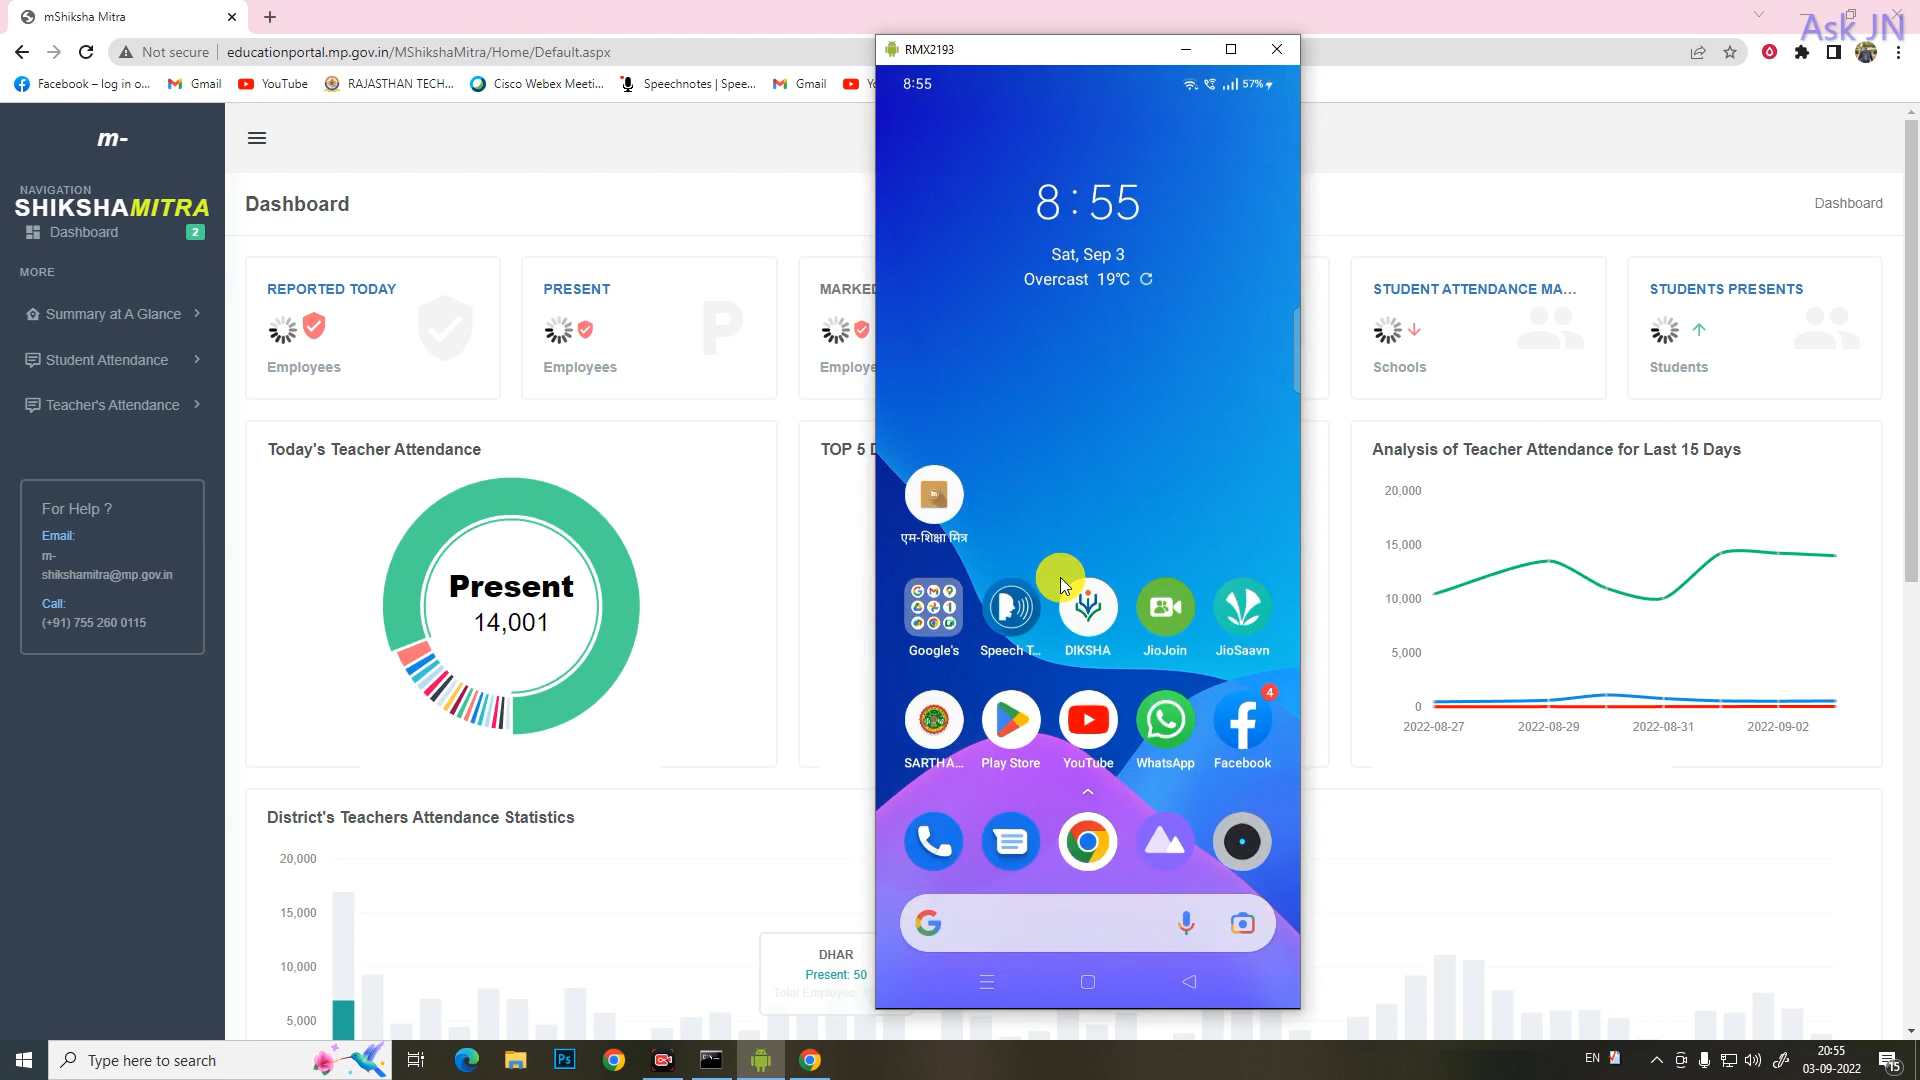 mShiksha Mitra
Ask JN
Not secure
educationportal.mp.gov.in/MShikshaMitra/Home/Default.aspx
Facebook – log in o...
Gmail
YouTube
RAJASTHAN TECH...
Cisco Webex Meeti...
Speechnotes | Spee...
Gmail
m-
NAVIGATION
SHIKSHAMITRA
Dashboard
2
MORE
Summary at A Glance
Student Attendance
Teacher's Attendance
For Help ?
Email:
m-
shikshamitra@mp.gov.in
Call:
(+91) 755 260 0115
Dashboard
Dashboard
REPORTED TODAY
Employees
PRESENT
P
Employees
MARKED
STUDENT ATTENDANCE MA...
Schools
STUDENTS PRESENTS
Students
Today's Teacher Attendance
Present
14,001
TOP 5
Analysis of Teacher Attendance for Last 15 Days
20,000
15,000
10,000
5,000
0
2022-08-27
2022-08-29
2022-08-31
2022-09-02
District's Teachers Attendance Statistics
20,000
15,000
10,000
5,000
DHAR
Present: 50
Total Employee:
RMX2193
8:55
57%
8:55
Sat, Sep 3
Overcast 19°C
एम-शिक्षा मित्र
Google's
Speech T...
DIKSHA
JioJoin
JioSaavn
4
SARTHA...
Play Store
YouTube
WhatsApp
Facebook
Type here to search
Ps
EN
20:55
03-09-2022
15